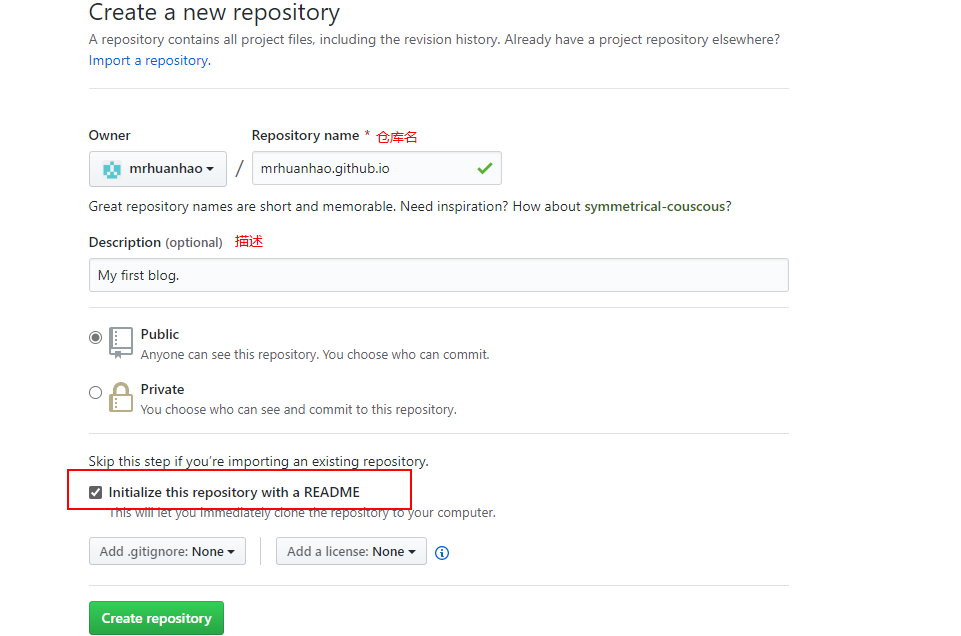 Create a new repository
A repository contains all project files, including the revision history. Already have a project repository elsewhere?
Import a repository.
Owner
Repository name * 仓库名
mrhuanhao / mrhuanhao.github.io
Great repository names are short and memorable. Need inspiration? How about symmetrical-couscous?
Description (optional) 描述
My first blog.
Public
Anyone can see this repository. You choose who can commit.
Private
You choose who can see and commit to this repository.
Skip this step if you’re importing an existing repository.
Initialize this repository with a README
This will let you immediately clone the repository to your computer.
Add .gitignore: None
Add a license: None
Create repository